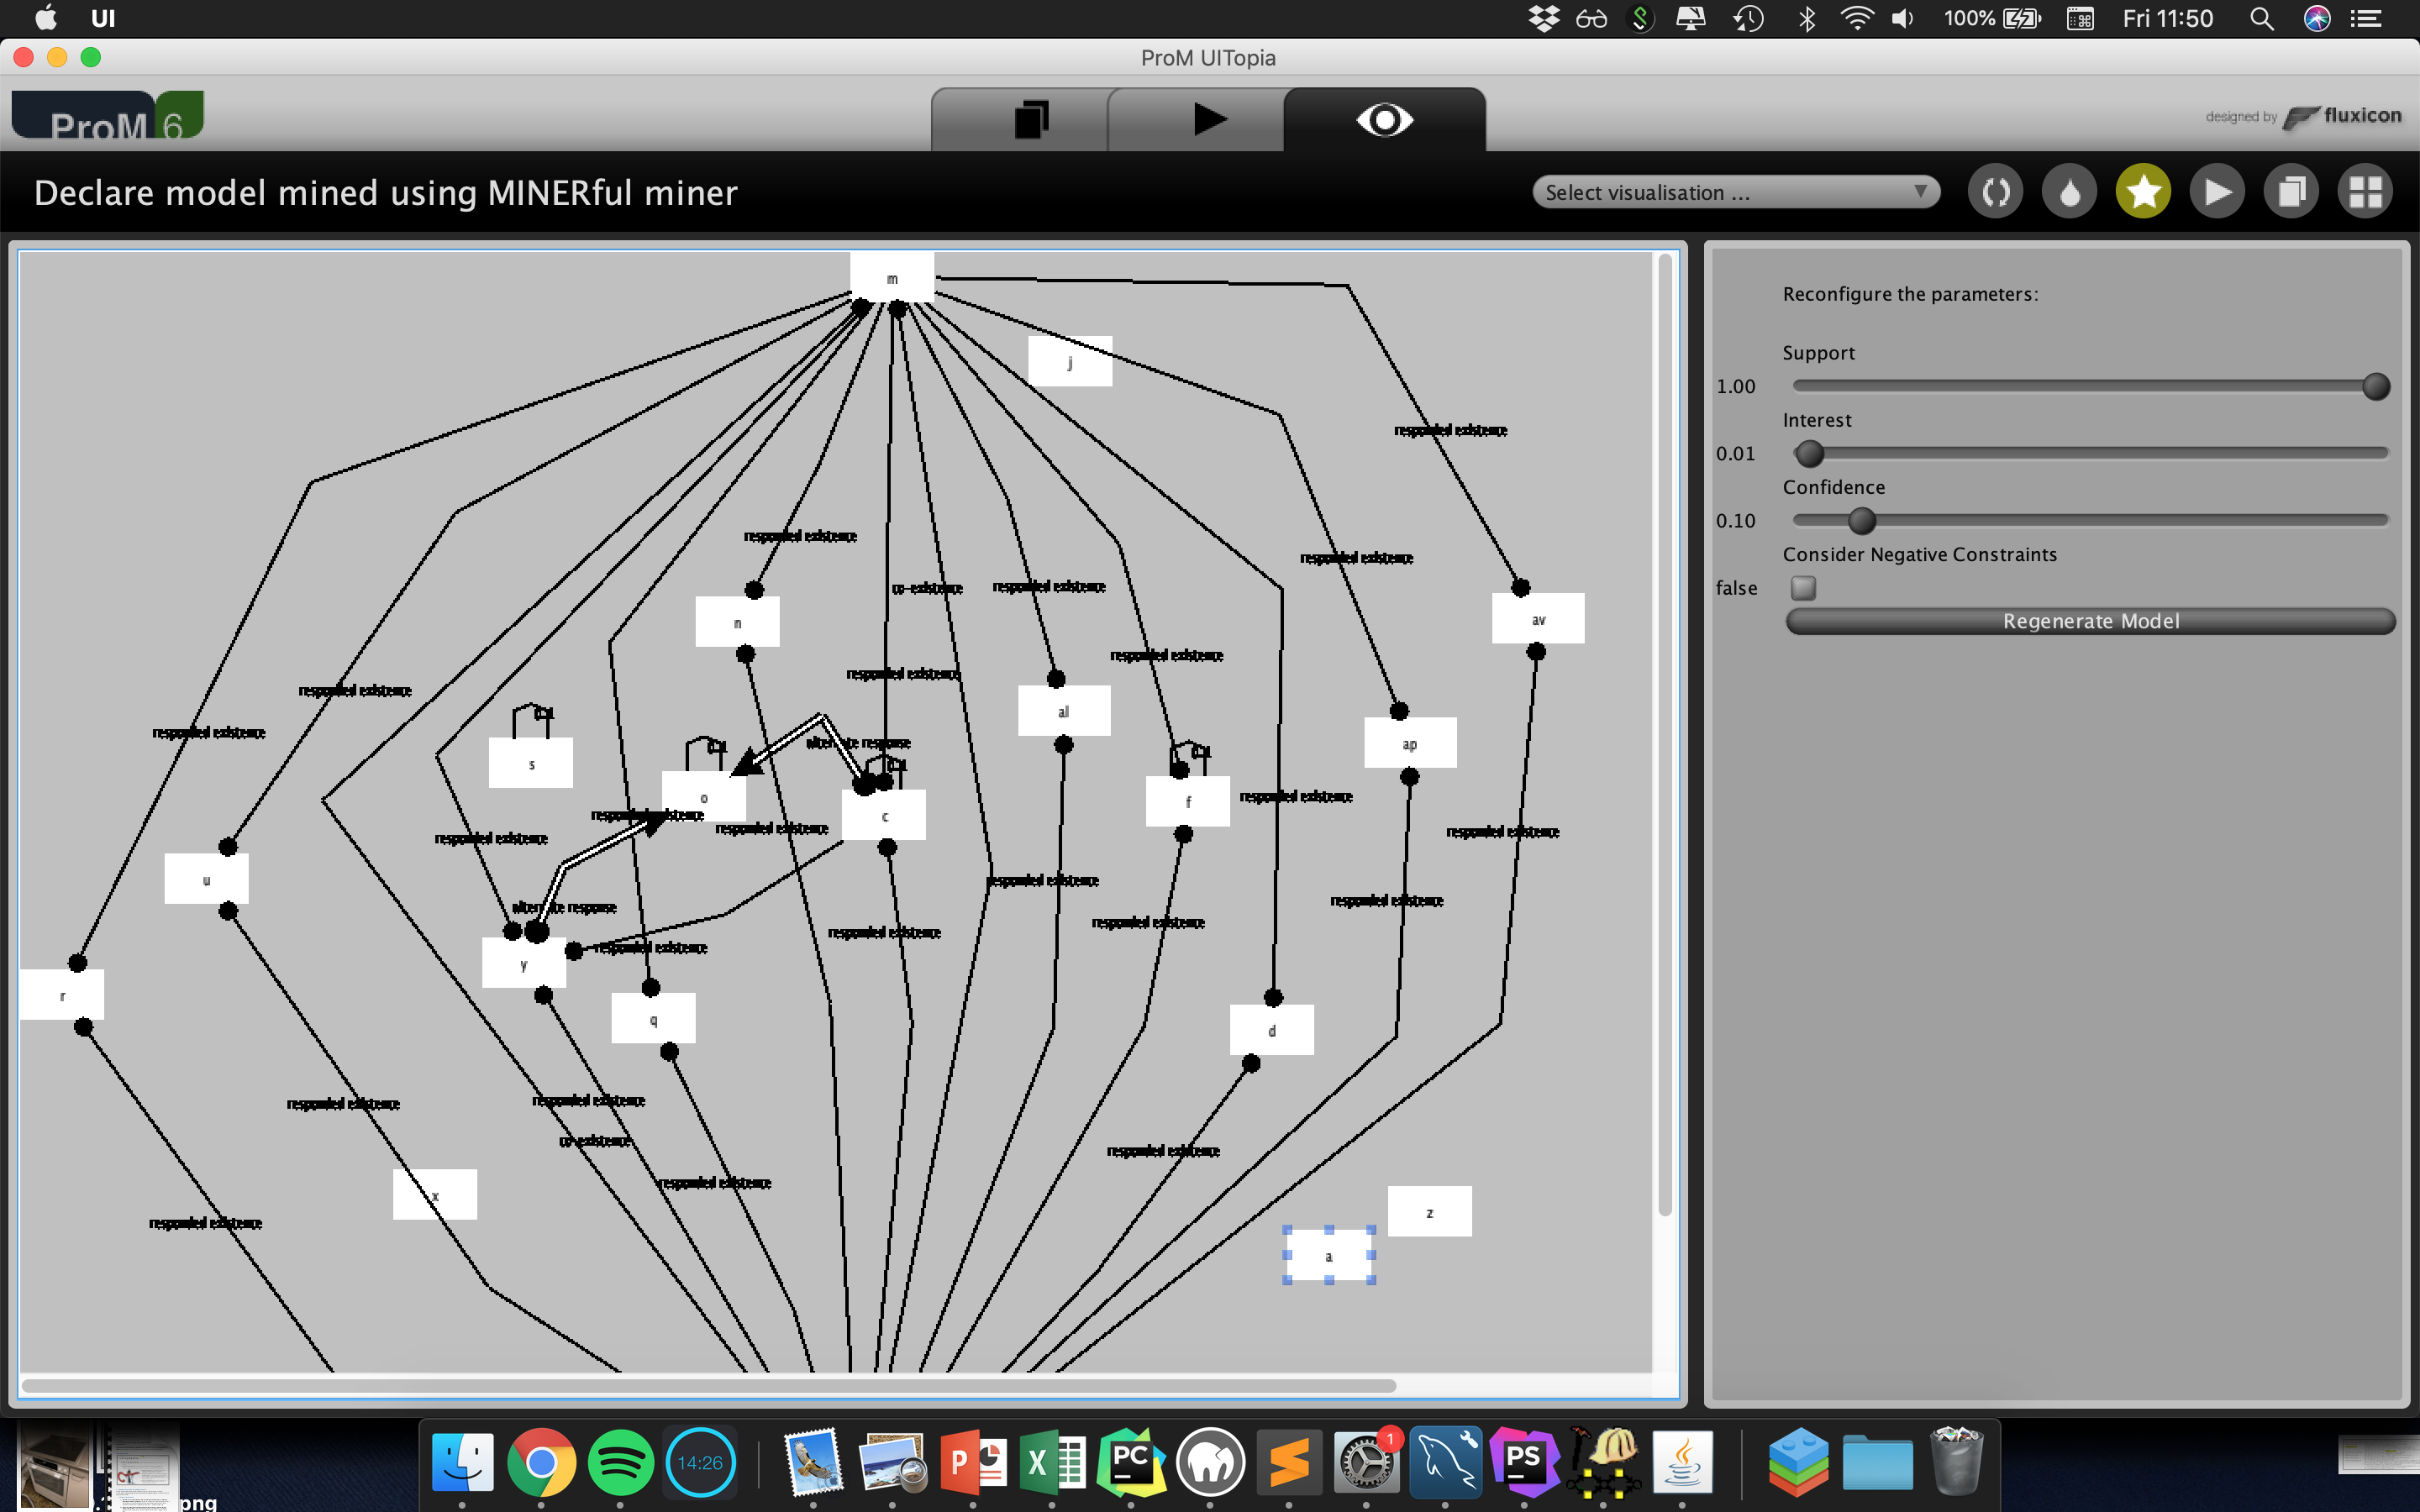 UI
100%
Fri 11:50
ProM UITopia
ProM 6
designed by fluxicon
Declare model mined using MINERful miner
Select visualisation ...
m
j
responded existence
responded existence
responded existence
co-existence
responded existence
n
av
responded existence
responded existence
responded existence
responded existence
al
s
alternate response
ap
o
c
f
responded existence
responded existence
responded existence
responded existence
responded existence
u
responded existence
responded existence
alternate response
responded existence
responded existence
responded existence
y
r
q
d
responded existence
responded existence
co-existence
responded existence
responded existence
x
z
responded existence
a
Reconfigure the parameters:
Support
1.00
Interest
0.01
Confidence
0.10
Consider Negative Constraints
false
Regenerate Model
14:26
P
X
PC
1
PS
png